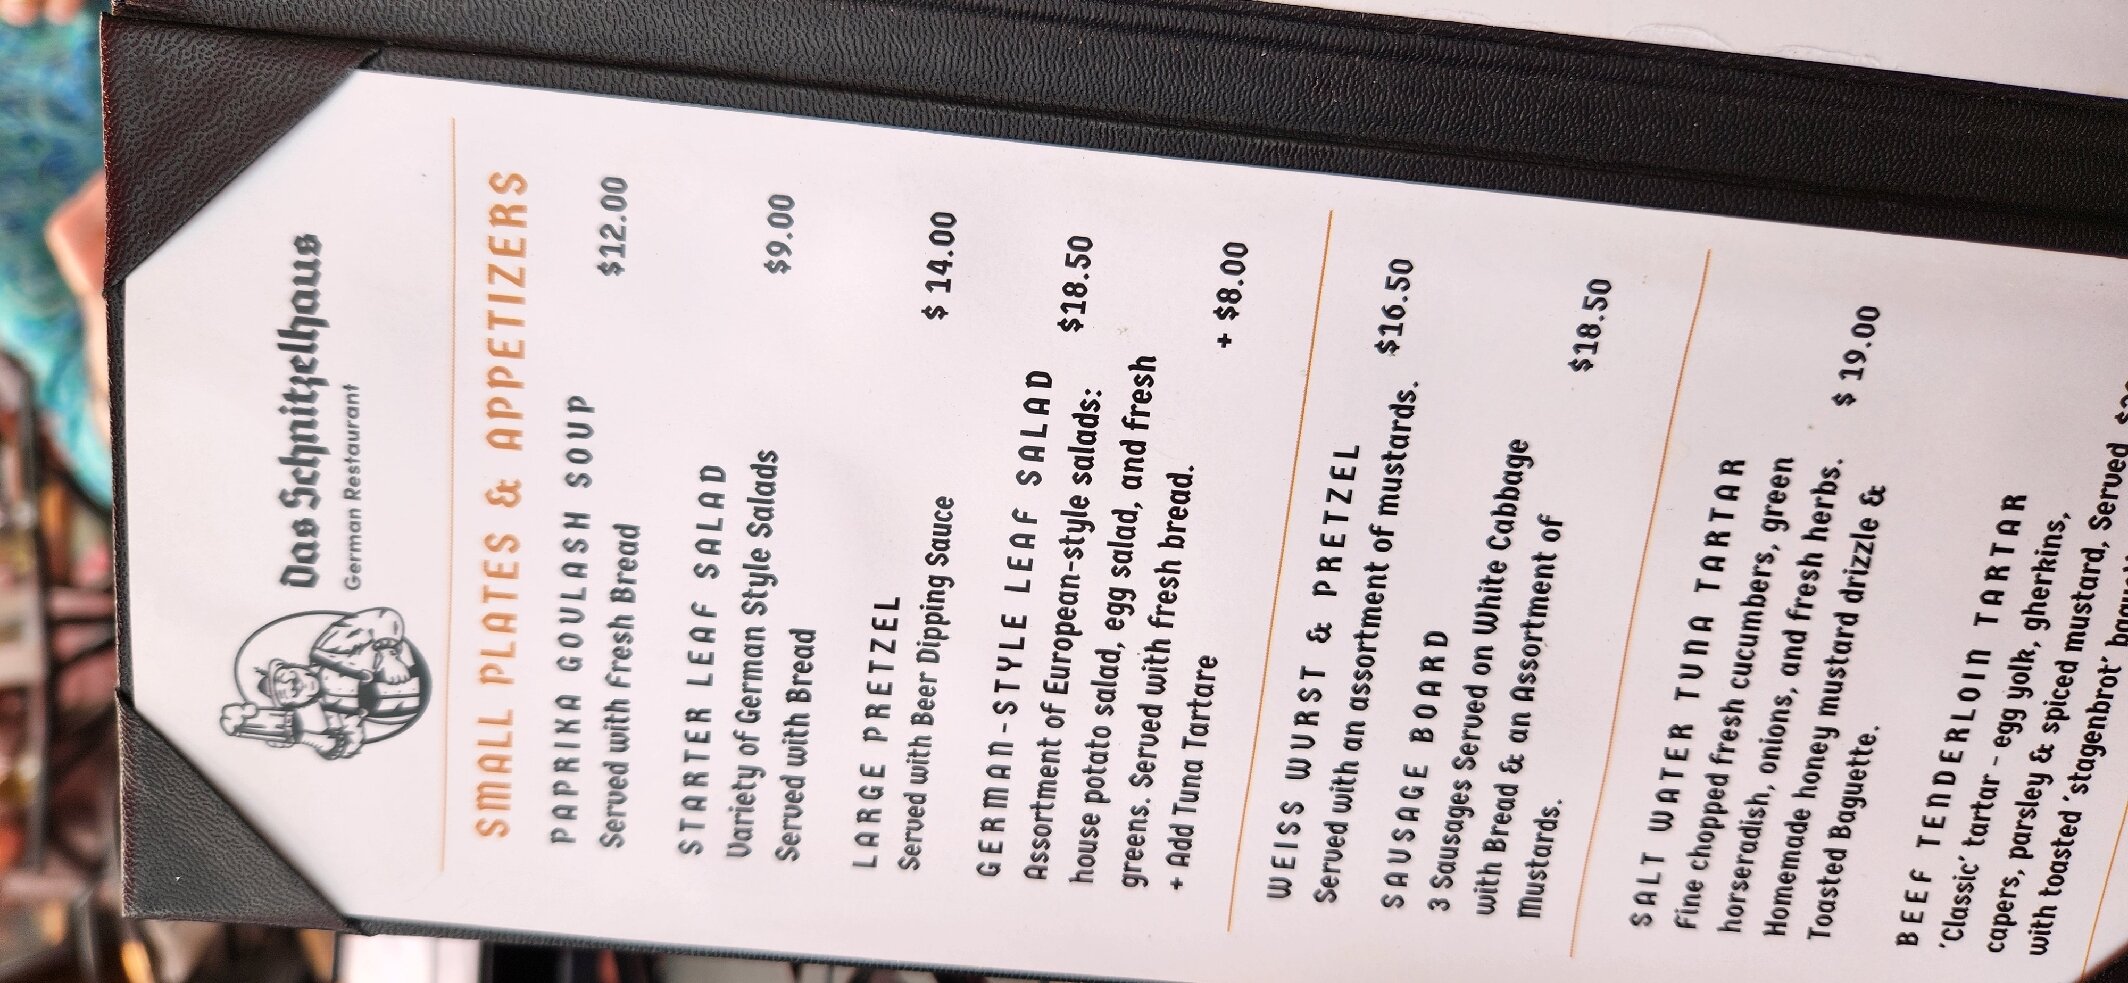 Das Schnitzelhaus
German Restaurant
SMALL PLATES & APPETIZERS
PAPRIKA GOULASH SOUP
Served with Fresh Bread $12.00
STARTER LEAF SALAD
Variety of German Style Salads $9.00
Served with Bread
LARGE PRETZEL
Served with Beer Dipping Sauce $ 14.00
GERMAN-STYLE LEAF SALAD
Assortment of European-style salads: $18.50
house potato salad, egg salad, and fresh
greens. Served with fresh bread.
+ Add Tuna Tartare + $8.00
WEISS WURST & PRETZEL
Served with an assortment of mustards. $16.50
SAUSAGE BOARD
3 Sausages Served on White Cabbage
with Bread & an Assortment of
Mustards. $18.50
SALT WATER TUNA TARTAR
Fine chopped fresh cucumbers, green
horseradish, onions, and fresh herbs.
Homemade honey mustard drizzle & $ 19.00
Toasted Baguette.
BEEF TENDERLOIN TARTAR
'Classic' tartar - egg yolk, gherkins,
capers, parsley & spiced mustard, Served
with toasted 'stagenbrot'